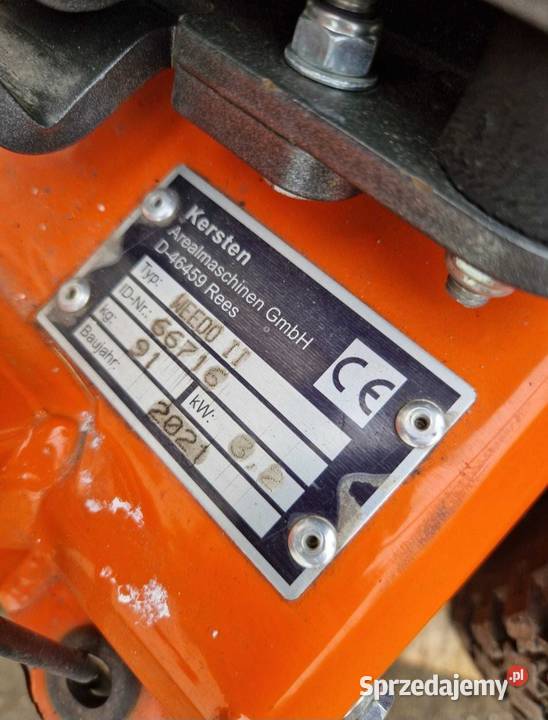 Kersten
Arealmaschinen GmbH
D-46459 Rees
Typ: WEEDO II
ID-Nr.: 66716
kg: 91 kW: 3,2
Baujahr: 2021
CE
Sprzedajemy.pl